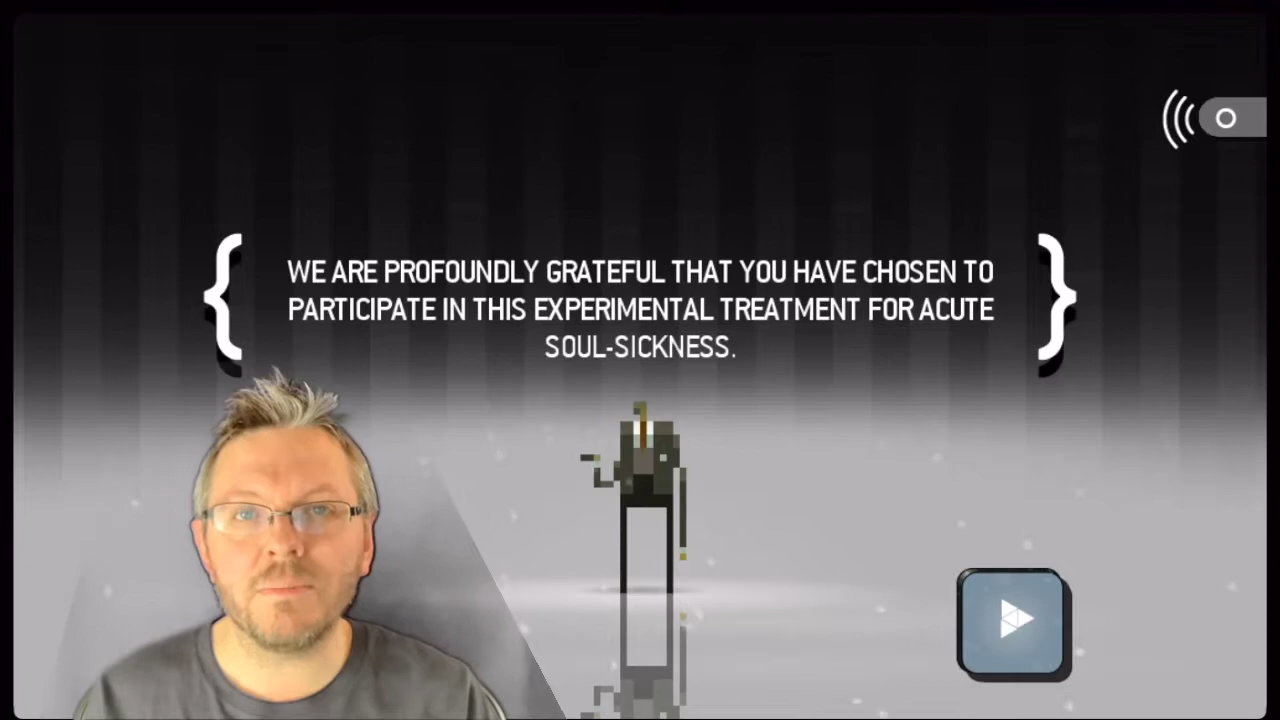 WE ARE PROFOUNDLY GRATEFUL THAT YOU HAVE CHOSEN TO
PARTICIPATE IN THIS EXPERIMENTAL TREATMENT FOR ACUTE
SOUL-SICKNESS.